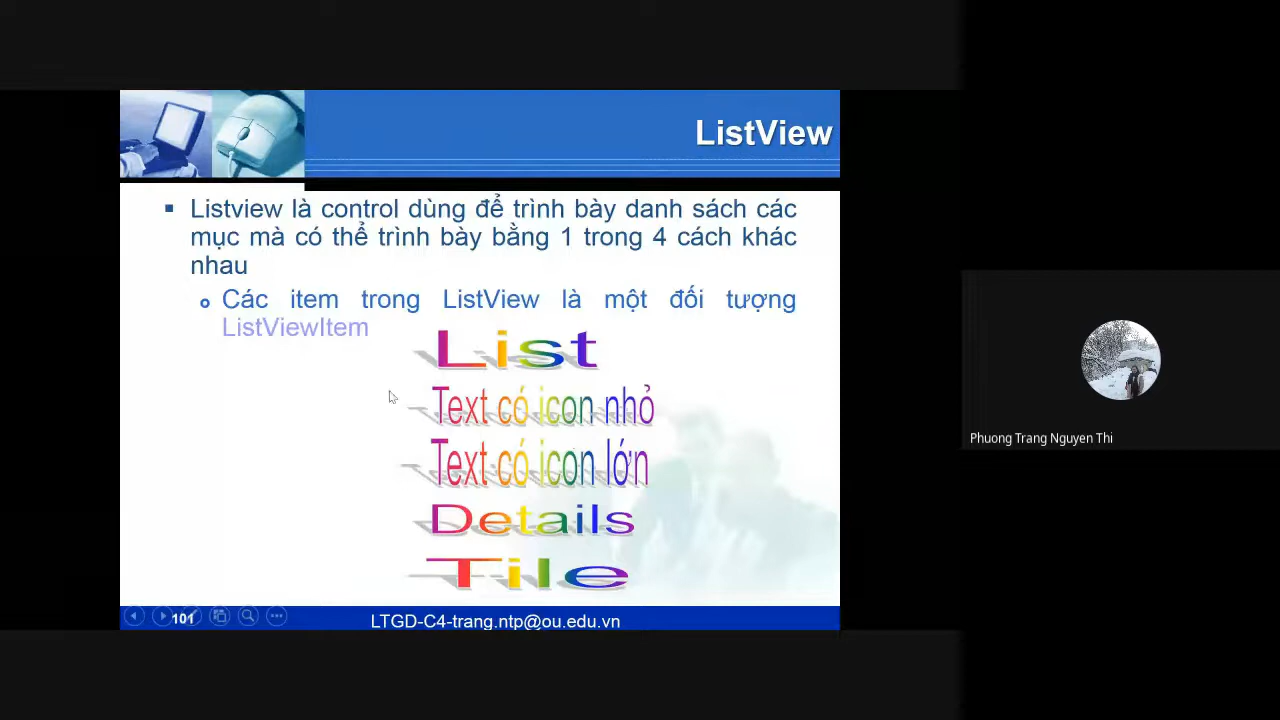 ListView
Listview là control dùng để trình bày danh sách các
mục mà có thể trình bày bằng 1 trong 4 cách khác
nhau
Các item trong ListView là một đối tượng
ListViewItem
List
Text có icon nhỏ
Text có icon lớn
Details
Tile
101
LTGD-C4-trang.ntp@ou.edu.vn
Phuong Trang Nguyen Thi